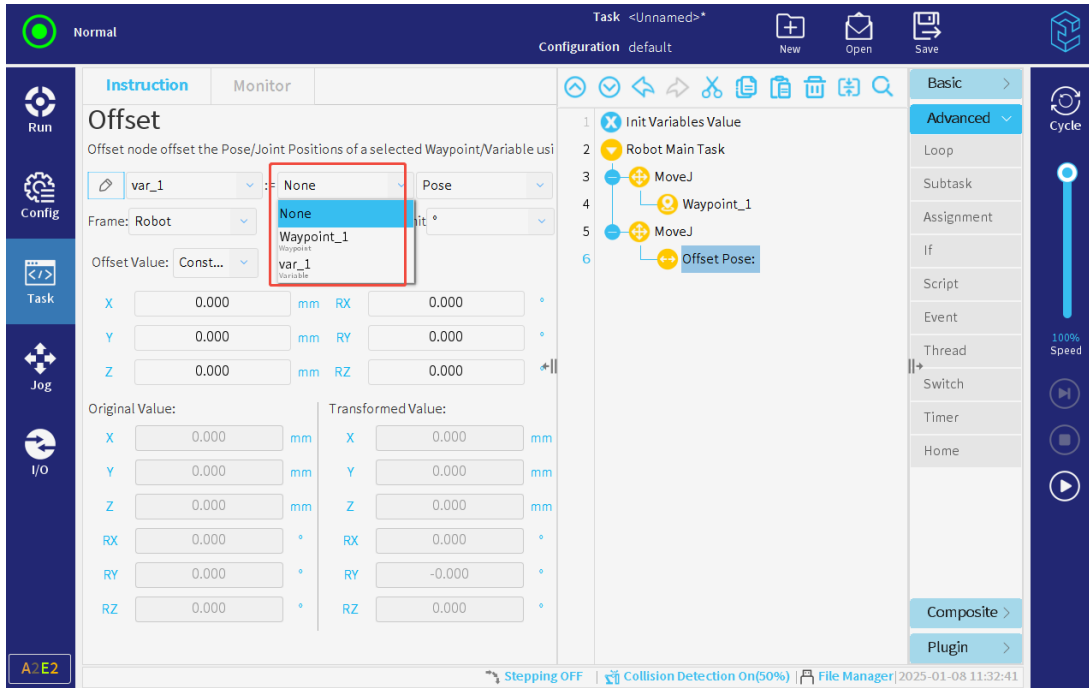 Normal
Task <Unnamed>*
Configuration default
New
Open
Save
Run
Config
Task
Jog
I/O
A2E2
Instruction
Monitor
Offset
Offset node offset the Pose/Joint Positions of a selected Waypoint/Variable usi
var_1 := None Pose
None
Waypoint_1
Waypoint
var_1
Variable
Frame: Robot
°
Offset Value: Const...
X 0.000 mm RX 0.000 °
Y 0.000 mm RY 0.000 °
Z 0.000 mm RZ 0.000 °
Original Value:
X 0.000 mm
Y 0.000 mm
Z 0.000 mm
RX 0.000 °
RY 0.000 °
RZ 0.000 °
Transformed Value:
X 0.000 mm
Y 0.000 mm
Z 0.000 mm
RX 0.000 °
RY -0.000 °
RZ 0.000 °
1 Init Variables Value
2 Robot Main Task
3 MoveJ
4 Waypoint_1
5 MoveJ
6 Offset Pose:
Basic
Advanced
Loop
Subtask
Assignment
If
Script
Event
Thread
Switch
Timer
Home
Composite
Plugin
Cycle
100%
Speed
Stepping OFF | Collision Detection On(50%) | File Manager | 2025-01-08 11:32:41